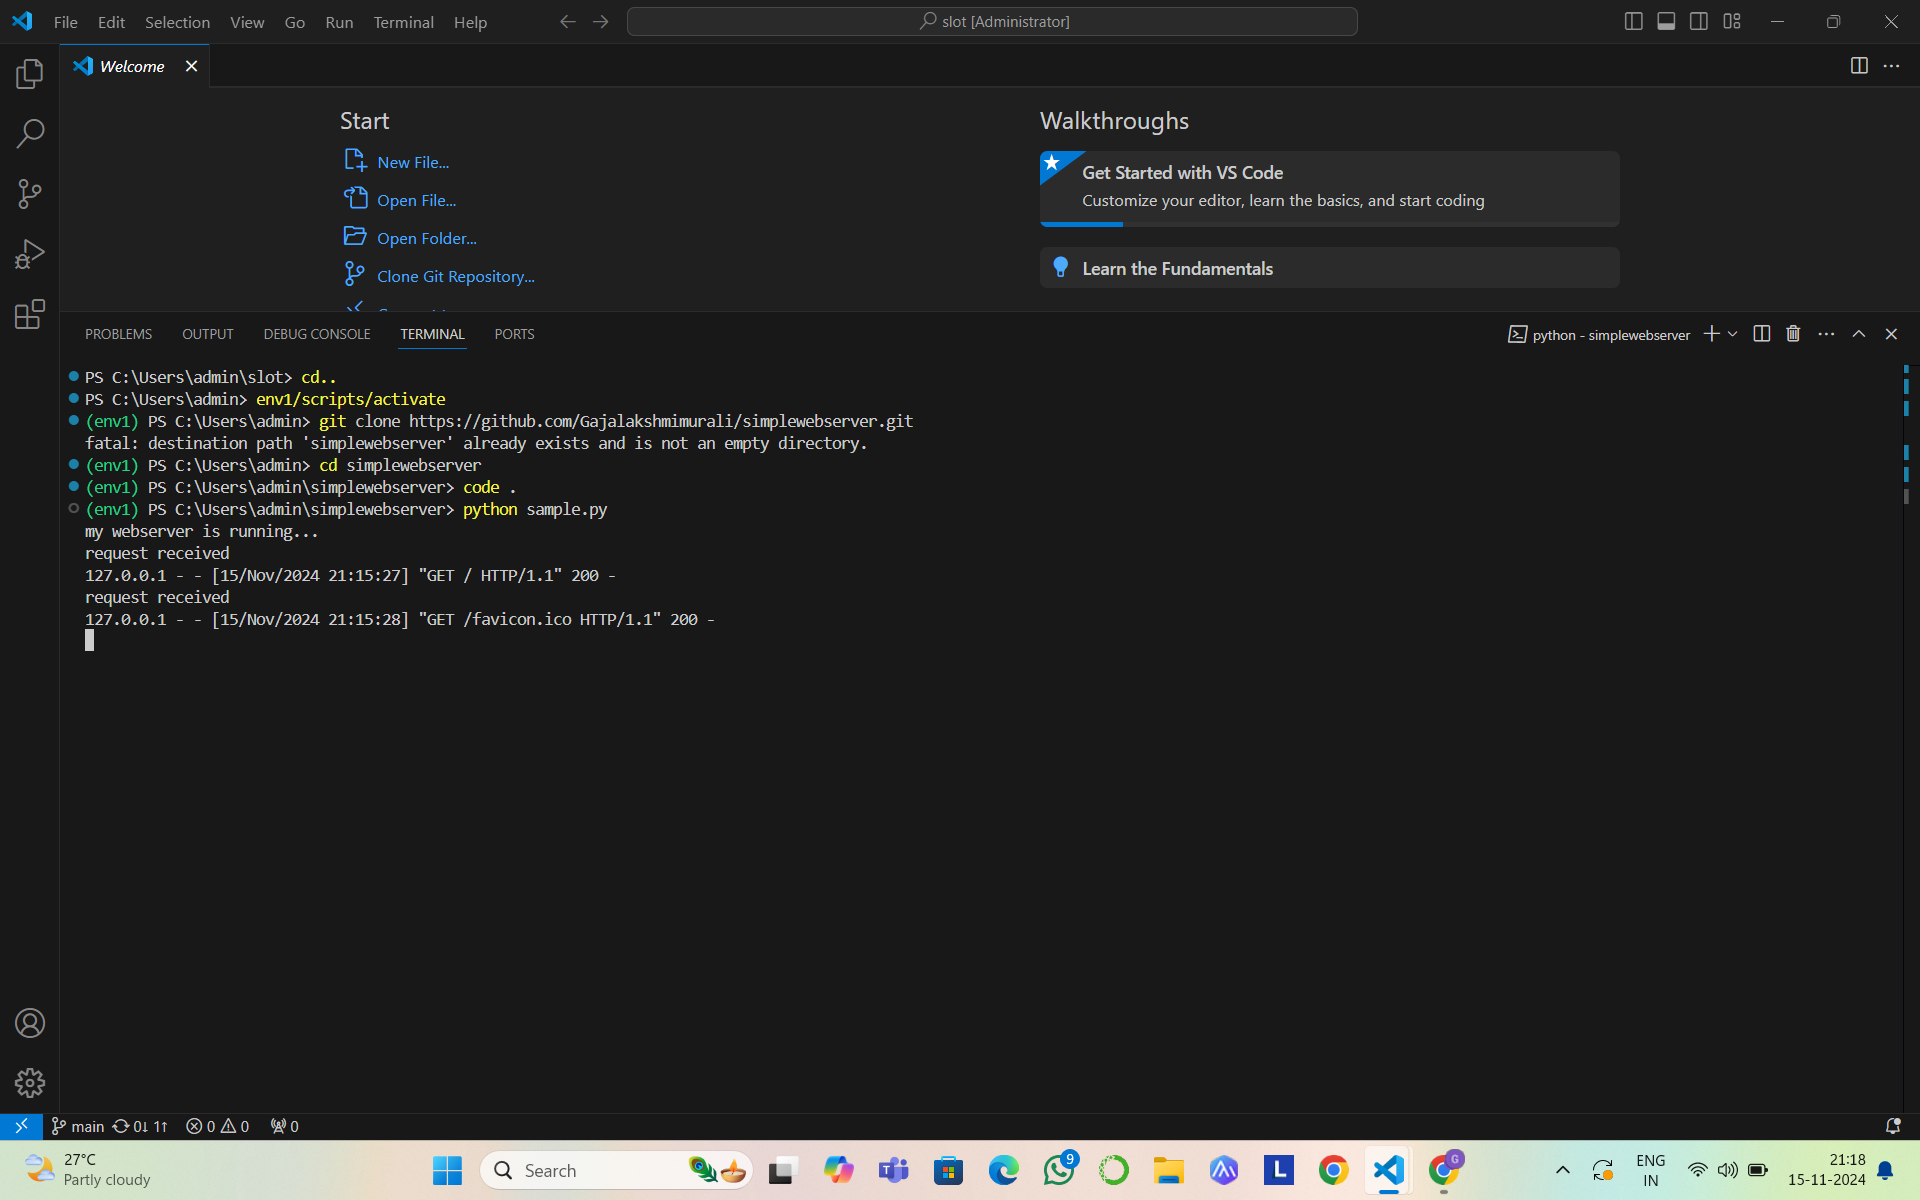 File Edit Selection View Go Run Terminal Help
slot [Administrator]
Welcome
Start
New File...
Open File...
Open Folder...
Clone Git Repository...
Walkthroughs
Get Started with VS Code
Customize your editor, learn the basics, and start coding
Learn the Fundamentals
PROBLEMS OUTPUT DEBUG CONSOLE TERMINAL PORTS
python - simplewebserver
PS C:\Users\admin\slot> cd..
PS C:\Users\admin> env1/scripts/activate
(env1) PS C:\Users\admin> git clone https://github.com/Gajalakshmimurali/simplewebserver.git
fatal: destination path 'simplewebserver' already exists and is not an empty directory.
(env1) PS C:\Users\admin> cd simplewebserver
(env1) PS C:\Users\admin\simplewebserver> code .
(env1) PS C:\Users\admin\simplewebserver> python sample.py
my webserver is running...
request received
127.0.0.1 - - [15/Nov/2024 21:15:27] "GET / HTTP/1.1" 200 -
request received
127.0.0.1 - - [15/Nov/2024 21:15:28] "GET /favicon.ico HTTP/1.1" 200 -
main 0↓ 1↑ 0 0 0
27°C
Partly cloudy
Search
T
9
L
G
ENG
IN
21:18
15-11-2024